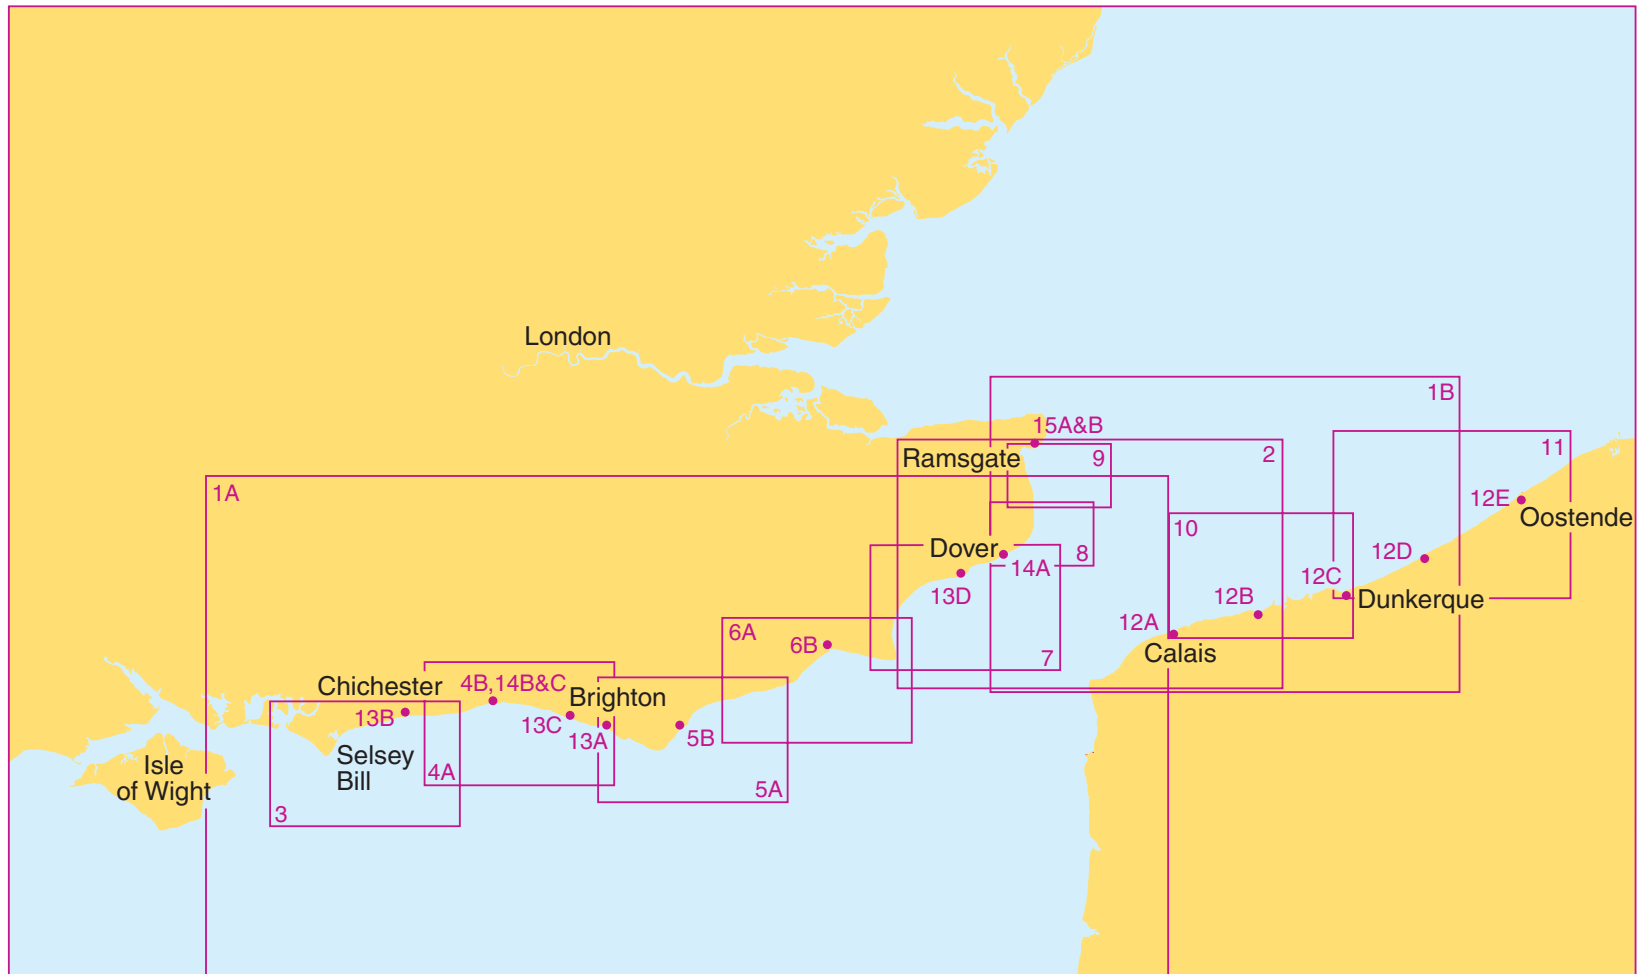 London
1B
15A&B
11
Ramsgate
9
2
1A
12E
Oostende
10
Dover
8
14A
12D
13D
12C
Dunkerque
12B
12A
6A
6B
Calais
7
Chichester
4B,14B&C
Brighton
13B
13C
13A
5B
Selsey
Bill
Isle
of Wight
4A
5A
3